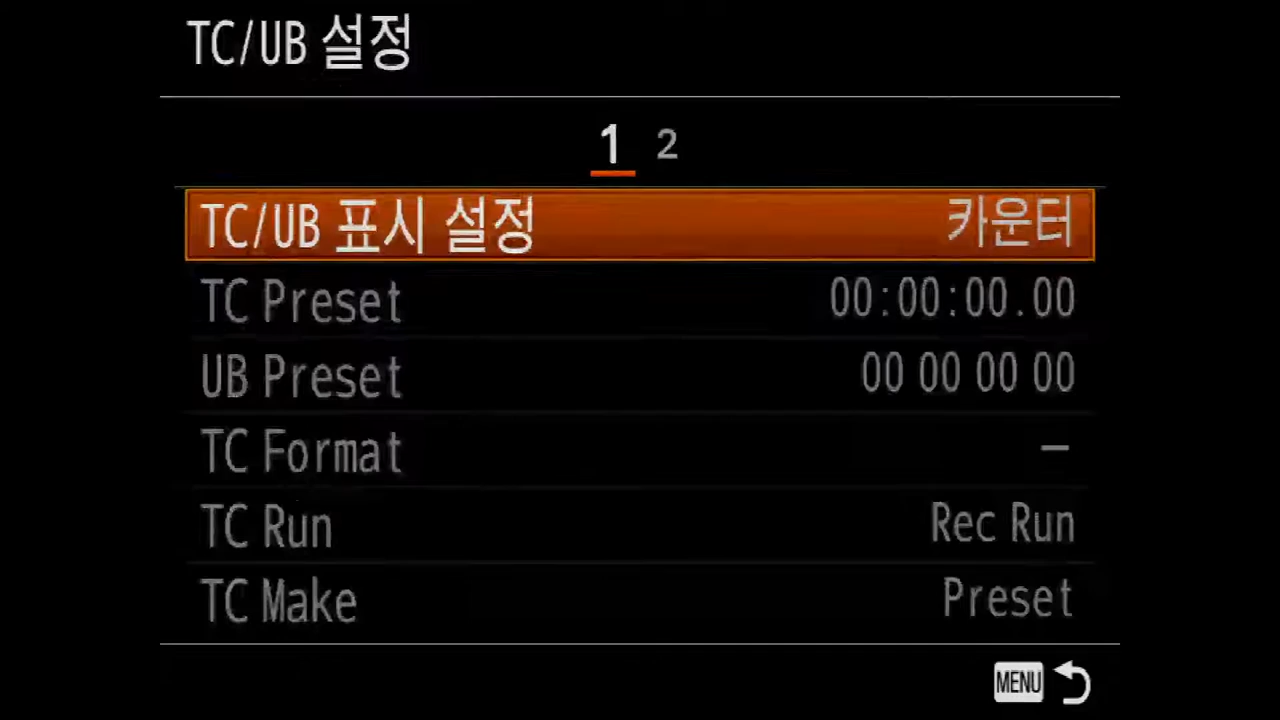 TC/UB 설정
1 2
TC/UB 표시 설정 카운터
TC Preset 00:00:00.00
UB Preset 00 00 00 00
TC Format –
TC Run Rec Run
TC Make Preset
MENU